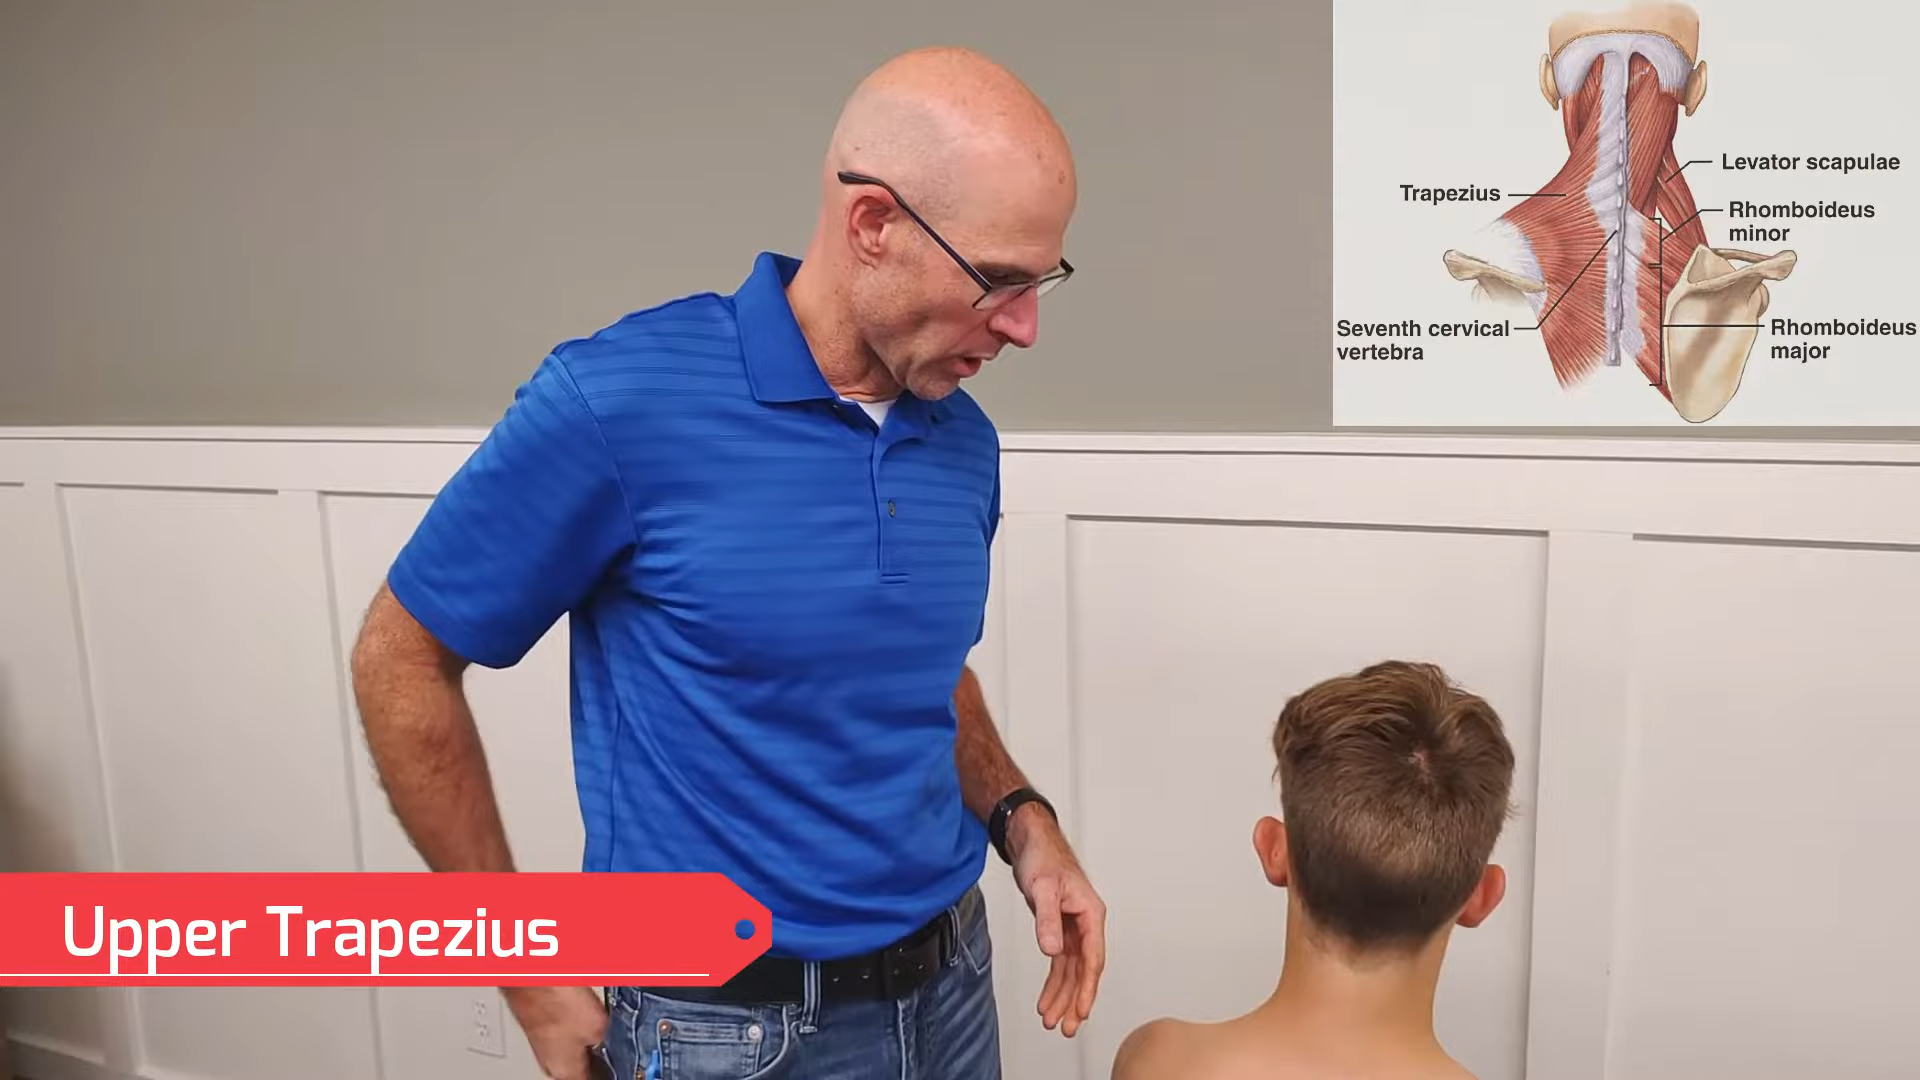 Levator scapulae
Trapezius
Rhomboideus
minor
Seventh cervical
vertebra
Rhomboideus
major
Upper Trapezius